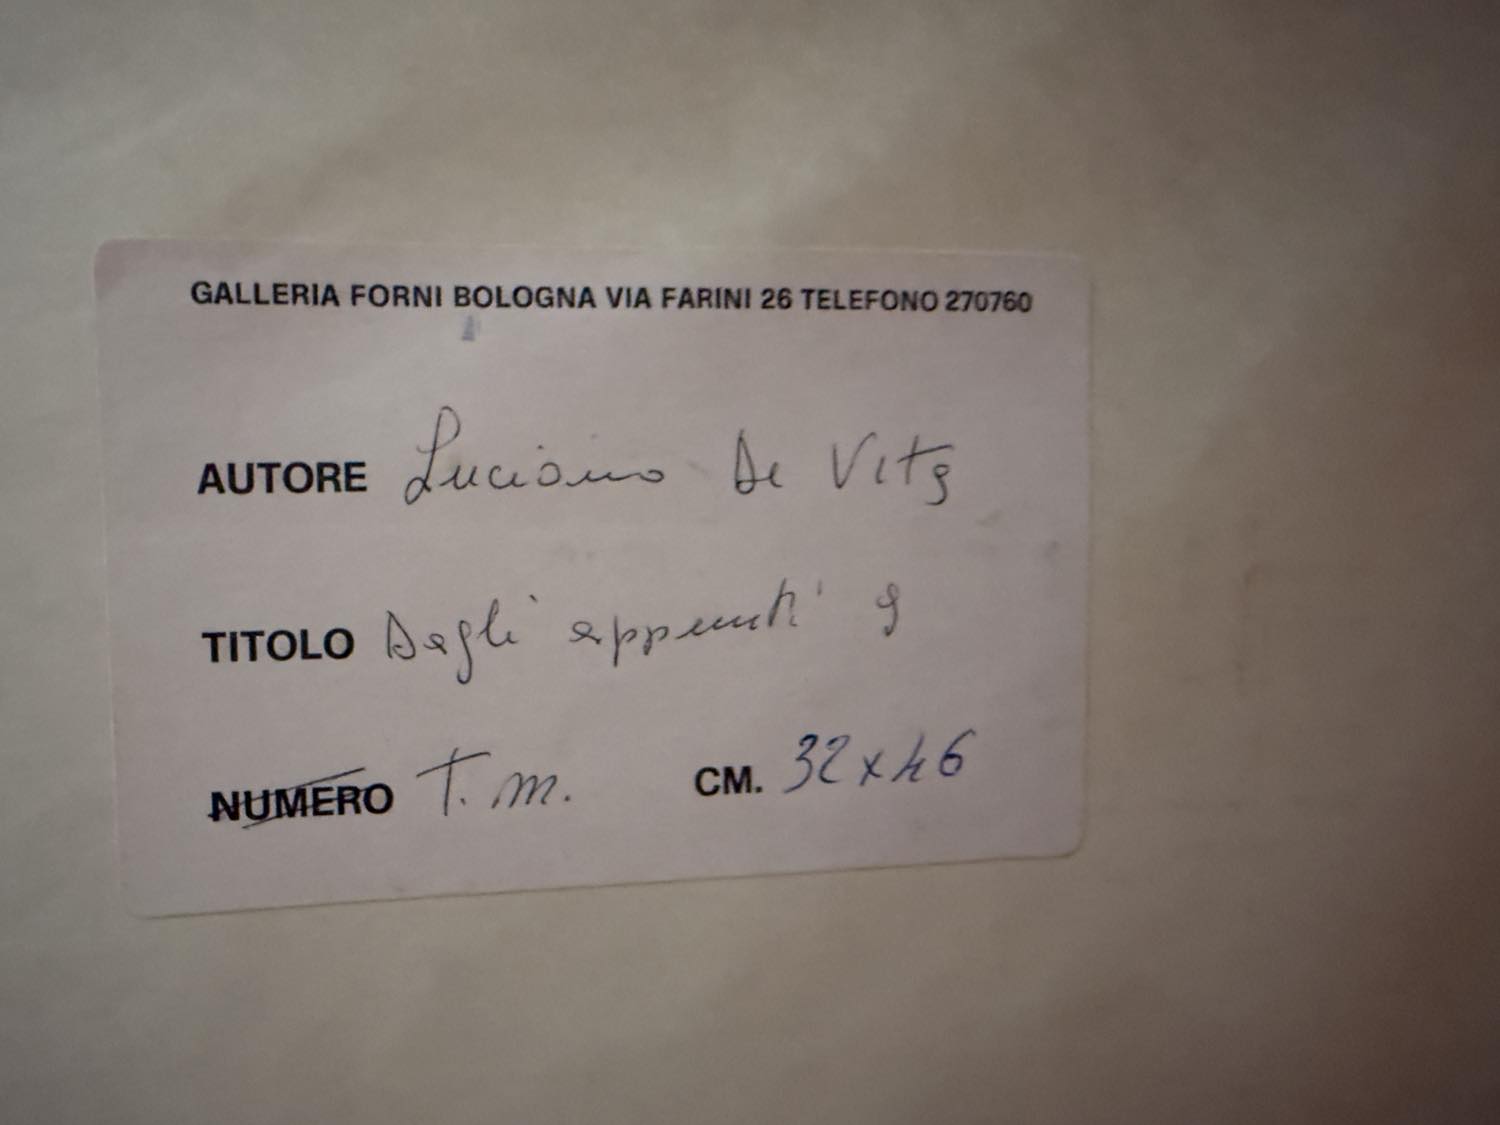 GALLERIA FORNI BOLOGNA VIA FARINI 26 TELEFONO 270760
AUTORE Luciano De Vita
TITOLO Dagli appunti 9
NUMERO T. m. CM. 32x46